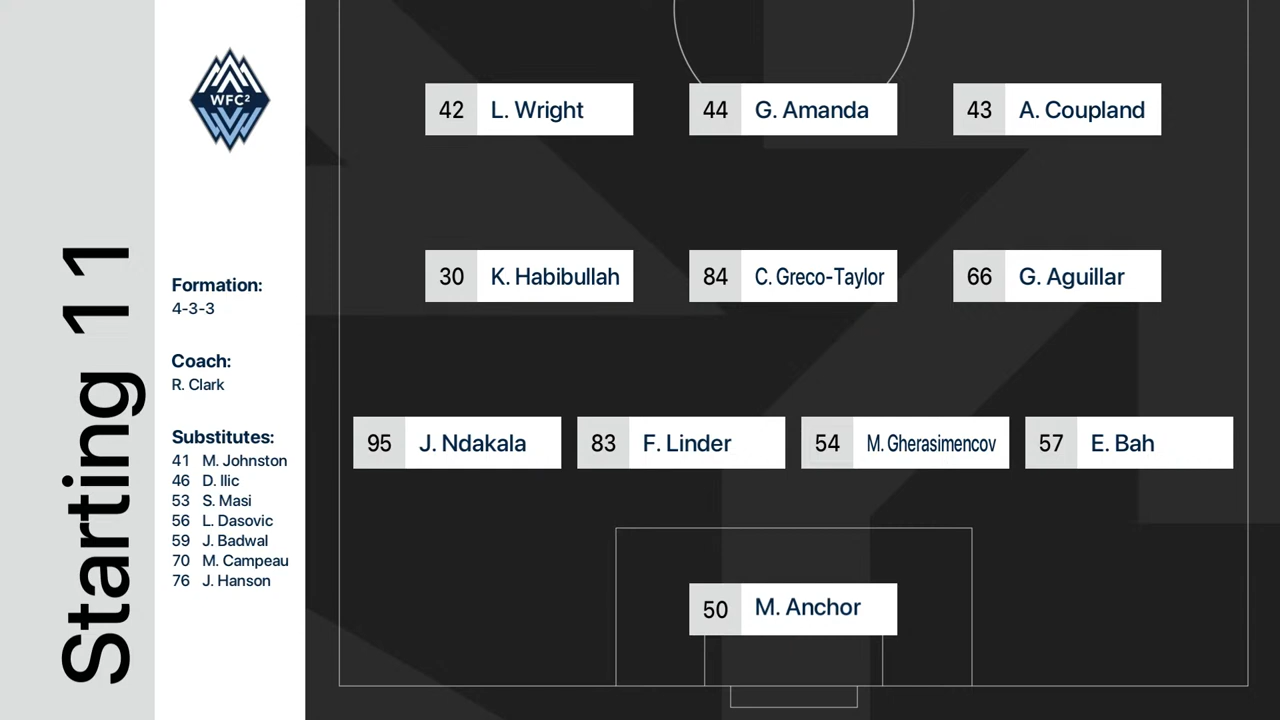 Starting 11
WFC²
Formation:
4-3-3
Coach:
R. Clark
Substitutes:
41 M. Johnston
46 D. Ilic
53 S. Masi
56 L. Dasovic
59 J. Badwal
70 M. Campeau
76 J. Hanson
42 L. Wright
44 G. Amanda
43 A. Coupland
30 K. Habibullah
84 C. Greco-Taylor
66 G. Aguillar
95 J. Ndakala
83 F. Linder
54 M. Gherasimencov
57 E. Bah
50 M. Anchor